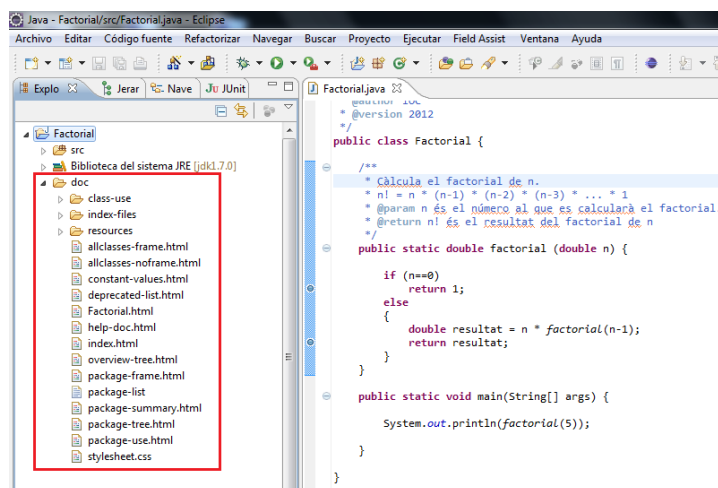 Java - Factorial/src/Factorial.java - Eclipse
Archivo Editar Código fuente Refactorizar Navegar Buscar Proyecto Ejecutar Field Assist Ventana Ayuda
Explo Jerar Nave Ju JUnit
Factorial
src
Biblioteca del sistema JRE [jdk1.7.0]
doc
class-use
index-files
resources
allclasses-frame.html
allclasses-noframe.html
constant-values.html
deprecated-list.html
Factorial.html
help-doc.html
index.html
overview-tree.html
package-frame.html
package-list
package-summary.html
package-tree.html
package-use.html
stylesheet.css
Factorial.java
* @author IOC
* @version 2012
*/
public class Factorial {
/**
* Càlcula el factorial de n.
* n! = n * (n-1) * (n-2) * (n-3) * ... * 1
* @param n és el número al que es calcularà el factorial
* @return n! és el resultat del factorial de n
*/
public static double factorial (double n) {
if (n==0)
return 1;
else
{
double resultat = n * factorial(n-1);
return resultat;
}
}
public static void main(String[] args) {
System.out.println(factorial(5));
}
}